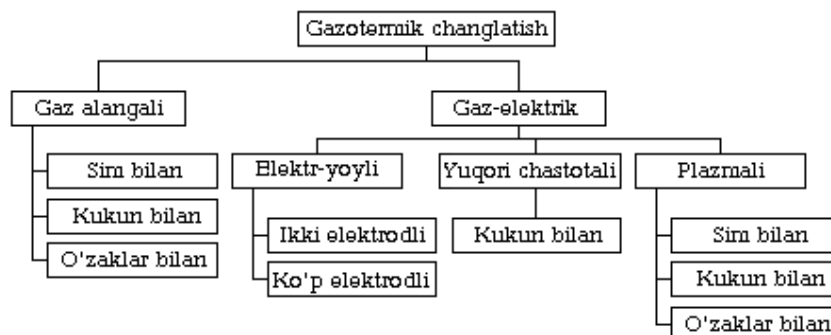 Gazotermik changlatish
Gaz alangali
Gaz-elektrik
Sim bilan
Kukun bilan
O'zaklar bilan
Elektr-yoyli
Yuqori chastotali
Plazmali
Ikki elektrodli
Ko'p elektrodli
Kukun bilan
Sim bilan
Kukun bilan
O'zaklar bilan